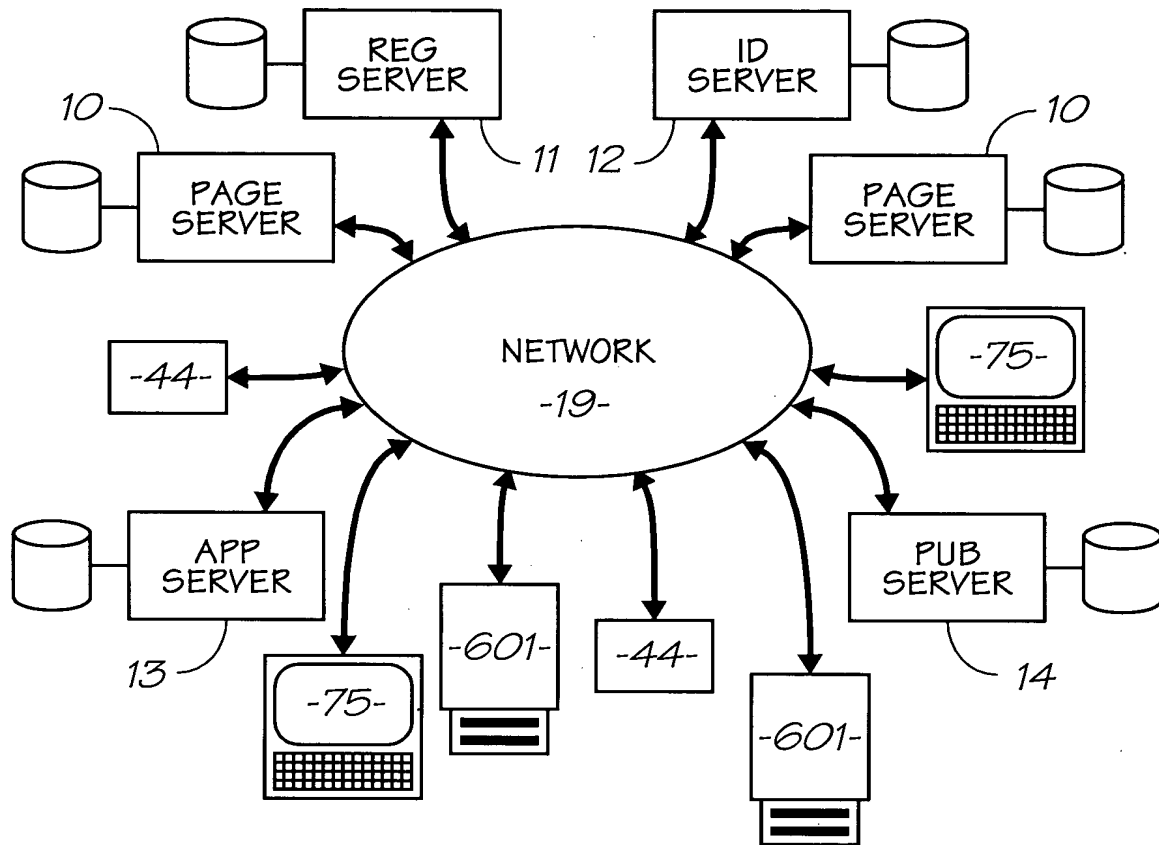 REG
SERVER
ID
SERVER
10
11
12
10
PAGE
SERVER
PAGE
SERVER
-44-
NETWORK
-19-
-75-
APP
SERVER
PUB
SERVER
13
-75-
-601-
-44-
-601-
14